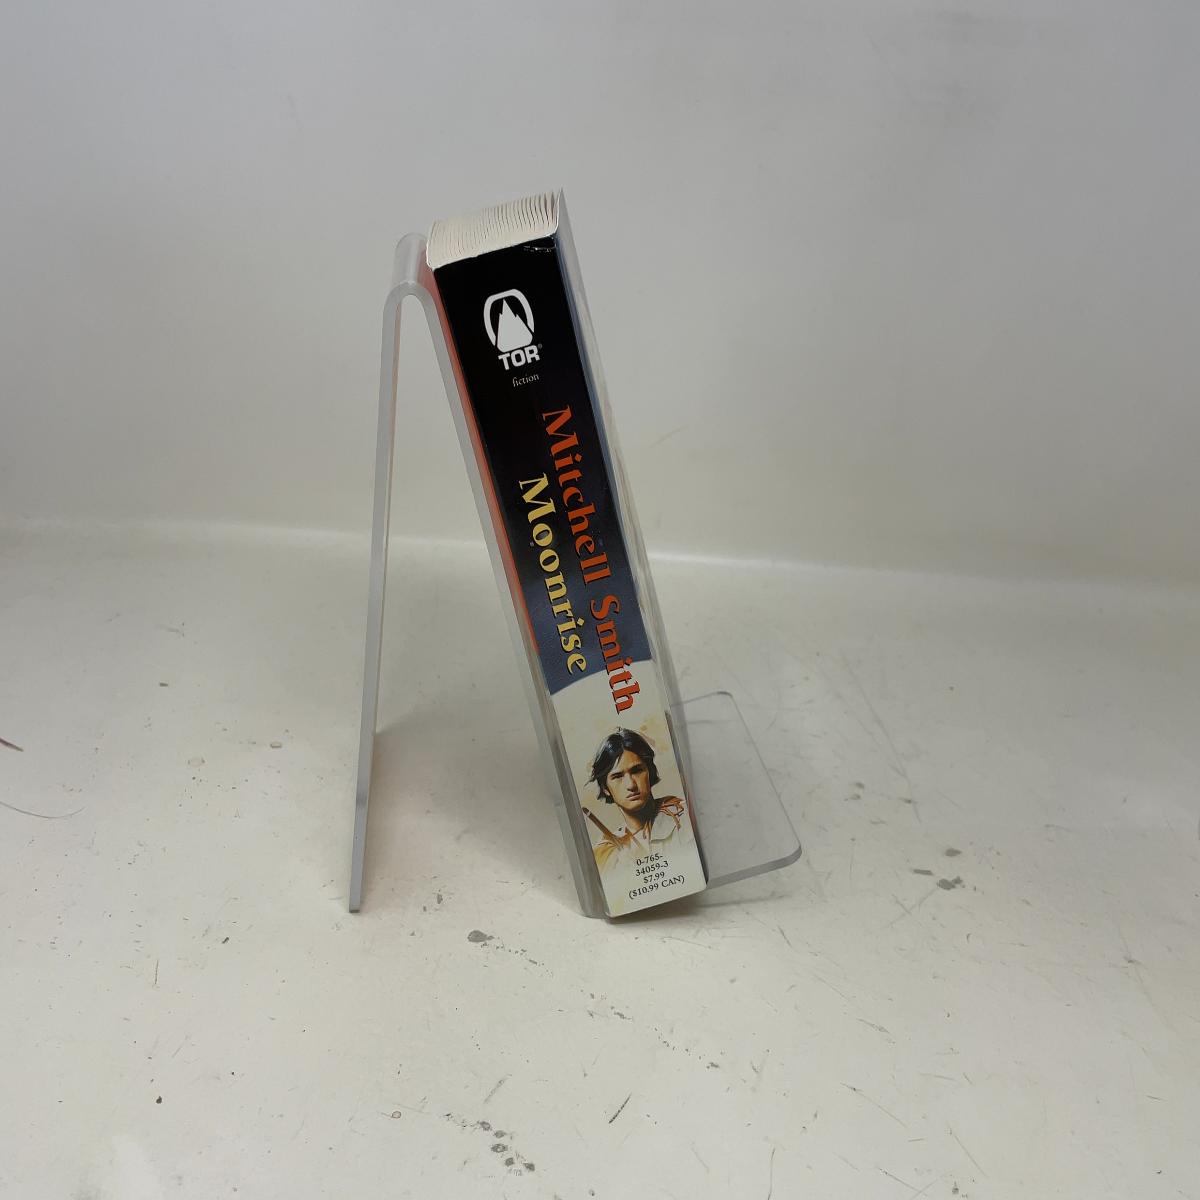 TOR®
fiction
Mitchell Smith
Moonrise
0-765-
34059-3
$7.99
($10.99 CAN)